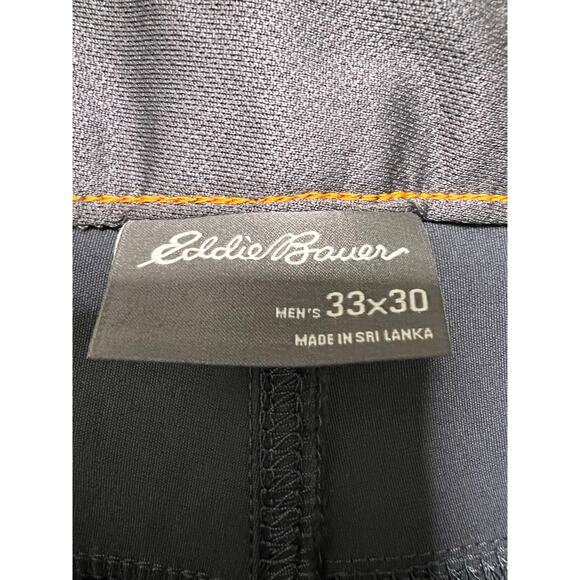 Eddie Bauer
MEN'S 33x30
MADE IN SRI LANKA